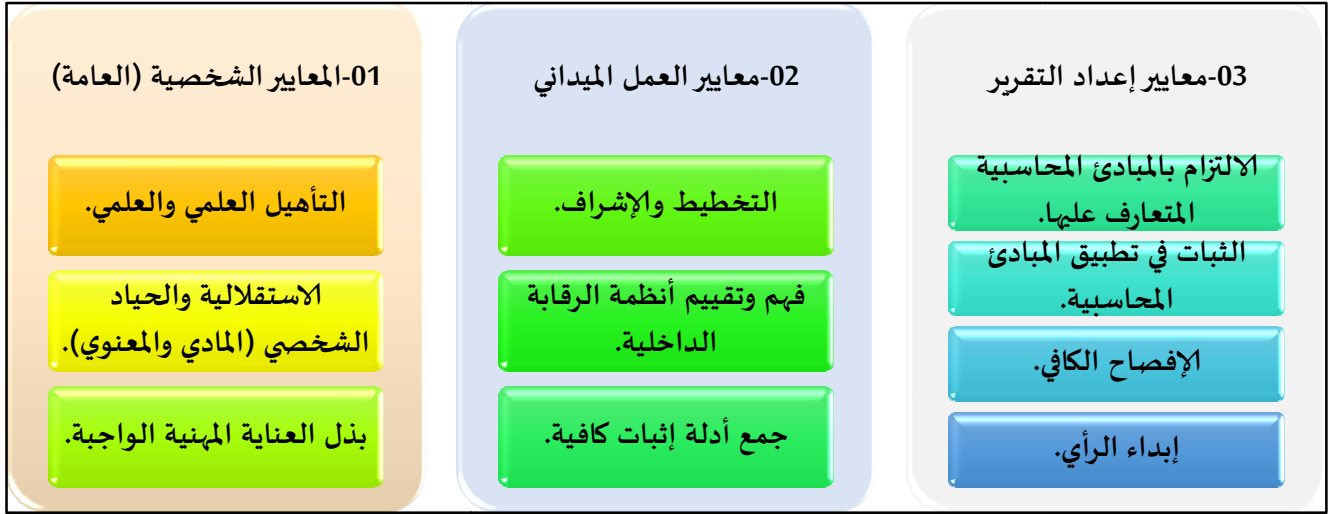 01-المعايير الشخصية (العامة)
التأهيل العلمي والعلمي.
الاستقلالية والحياد
الشخصي (المادي والمعنوي).
بذل العناية المهنية الواجبة.
02-معايير العمل الميداني
التخطيط والإشراف.
فهم وتقييم أنظمة الرقابة
الداخلية.
جمع أدلة إثبات كافية.
03-معايير إعداد التقرير
الالتزام بالمبادئ المحاسبية
المتعارف عليها.
الثبات في تطبيق المبادئ
المحاسبية.
الإفصاح الكافي.
إبداء الرأي.